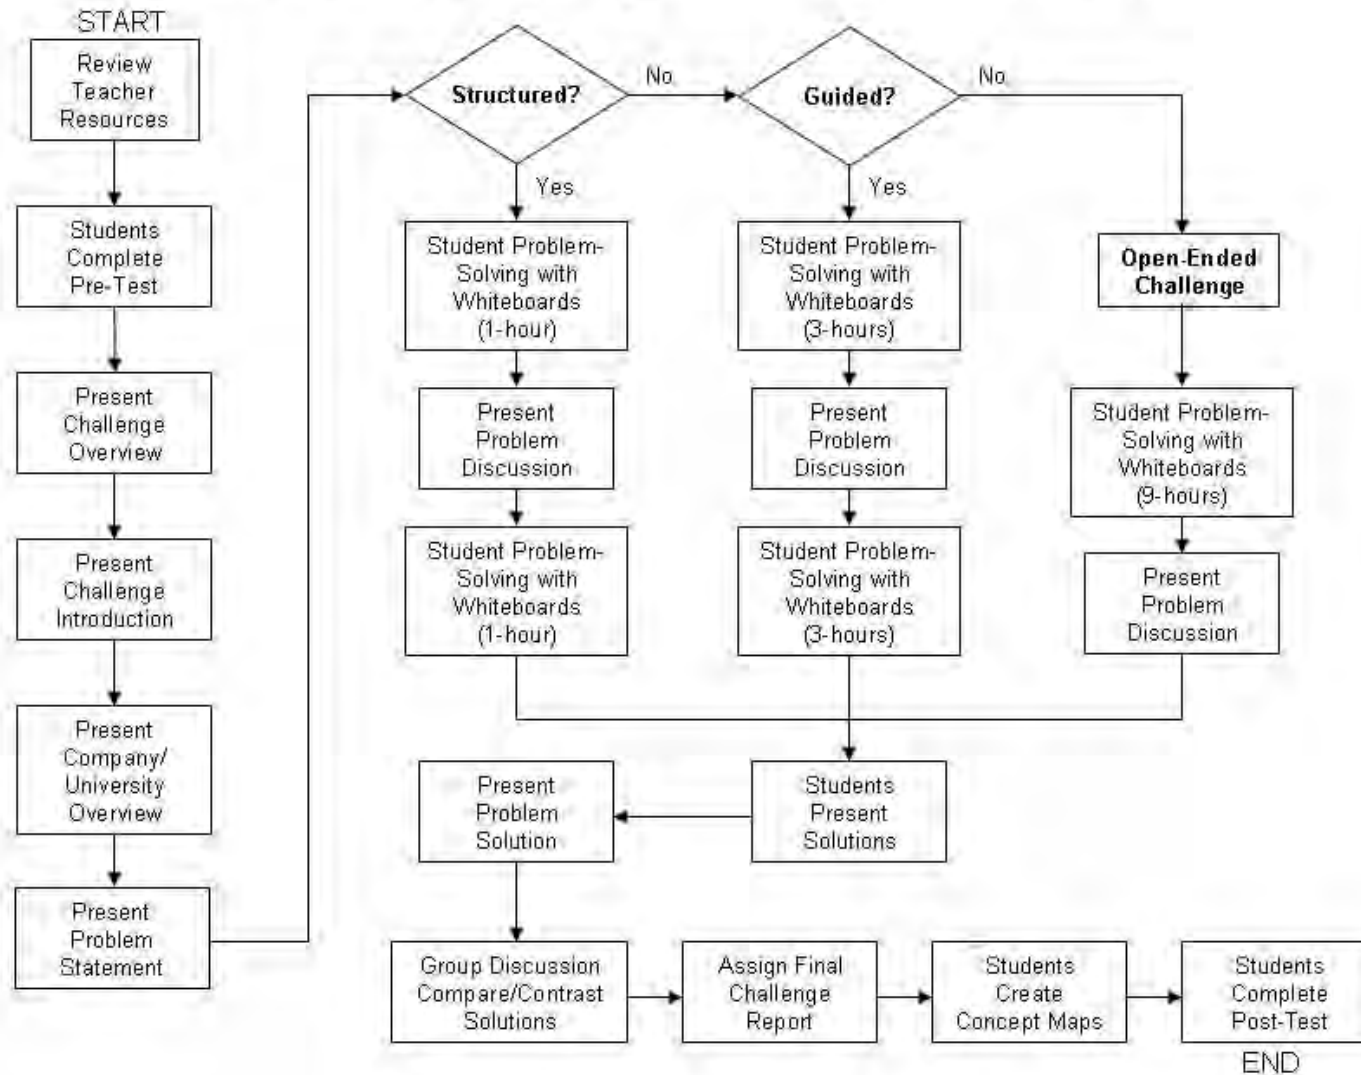 START
Review
Teacher
Resources
Students
Complete
Pre-Test
Present
Challenge
Overview
Present
Challenge
Introduction
Present
Company/
University
Overview
Present
Problem
Statement
Structured?
No
Yes
Student Problem-
Solving with
Whiteboards
(1-hour)
Present
Problem
Discussion
Student Problem-
Solving with
Whiteboards
(1-hour)
Guided?
No
Yes
Student Problem-
Solving with
Whiteboards
(3-hours)
Present
Problem
Discussion
Student Problem-
Solving with
Whiteboards
(3-hours)
Open-Ended
Challenge
Student Problem-
Solving with
Whiteboards
(9-hours)
Present
Problem
Discussion
Students
Present
Solutions
Present
Problem
Solution
Group Discussion
Compare/Contrast
Solutions
Assign Final
Challenge
Report
Students
Create
Concept Maps
Students
Complete
Post-Test
END